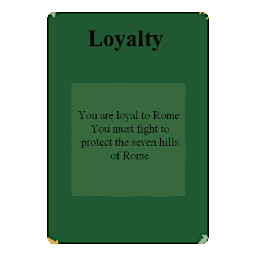 Loyalty
You are loyal to Rome.
You must fight to
protect the seven hills
of Rome.